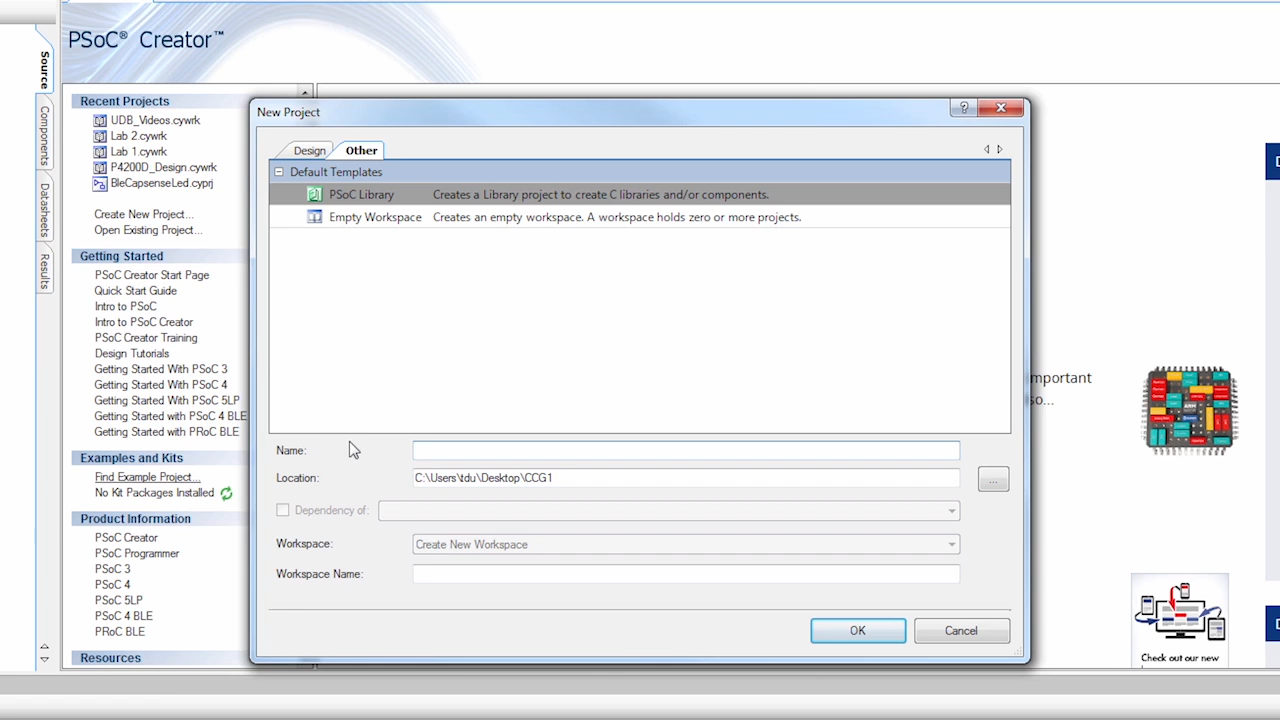 PSoC® Creator™
Source
Components
Datasheets
Results
Recent Projects
UDB_Videos.cywrk
Lab 2.cywrk
Lab 1.cywrk
P4200D_Design.cywrk
BleCapsenseLed.cyprj
Create New Project...
Open Existing Project...
Getting Started
PSoC Creator Start Page
Quick Start Guide
Intro to PSoC
Intro to PSoC Creator
PSoC Creator Training
Design Tutorials
Getting Started With PSoC 3
Getting Started With PSoC 4
Getting Started With PSoC 5LP
Getting Started with PSoC 4 BLE
Getting Started with PRoC BLE
Examples and Kits
Find Example Project...
No Kit Packages Installed
Product Information
PSoC Creator
PSoC Programmer
PSoC 3
PSoC 4
PSoC 5LP
PSoC 4 BLE
PRoC BLE
Resources
New Project
Design Other
Default Templates
PSoC Library Creates a Library project to create C libraries and/or components.
Empty Workspace Creates an empty workspace. A workspace holds zero or more projects.
Name:
Location: C:\Users\tdu\Desktop\CCG1
...
Dependency of:
Workspace: Create New Workspace
Workspace Name:
OK Cancel
mportant
so...
ARM
Check out our new